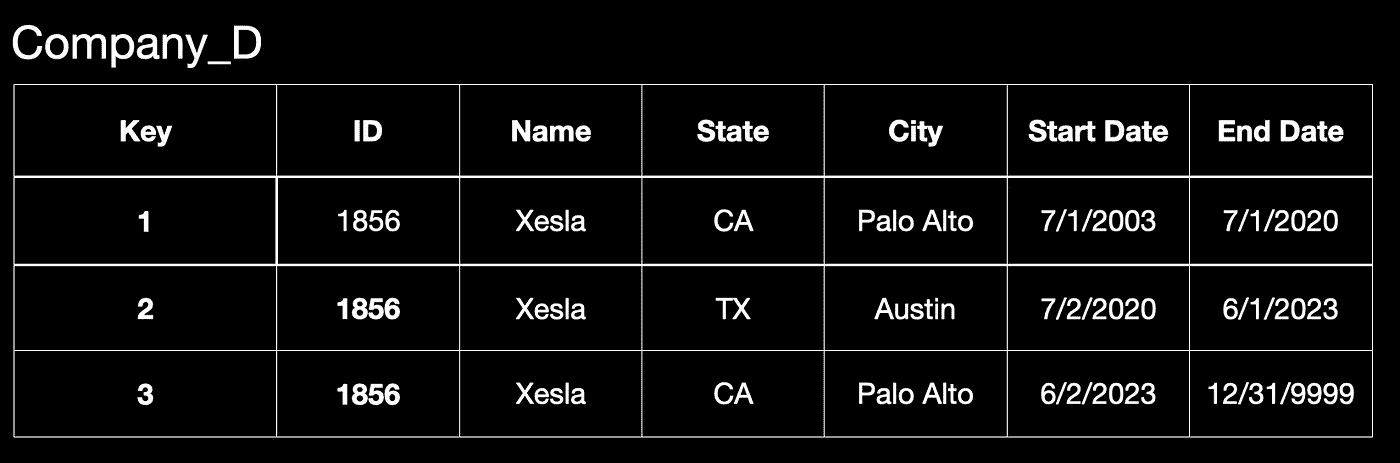 Company_D
Key ID Name State City Start Date End Date
1 1856 Xesla CA Palo Alto 7/1/2003 7/1/2020
2 1856 Xesla TX Austin 7/2/2020 6/1/2023
3 1856 Xesla CA Palo Alto 6/2/2023 12/31/9999